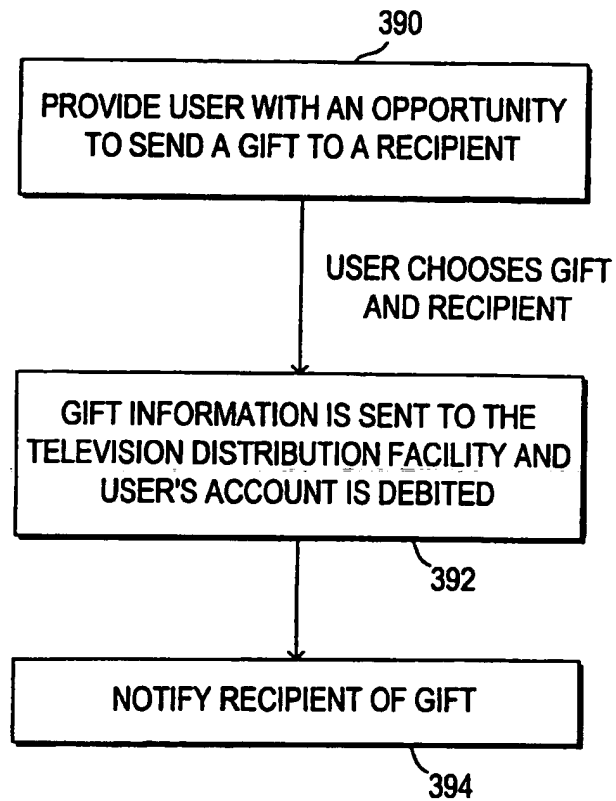 390
PROVIDE USER WITH AN OPPORTUNITY
TO SEND A GIFT TO A RECIPIENT
USER CHOOSES GIFT
AND RECIPIENT
GIFT INFORMATION IS SENT TO THE
TELEVISION DISTRIBUTION FACILITY AND
USER'S ACCOUNT IS DEBITED
392
NOTIFY RECIPIENT OF GIFT
394